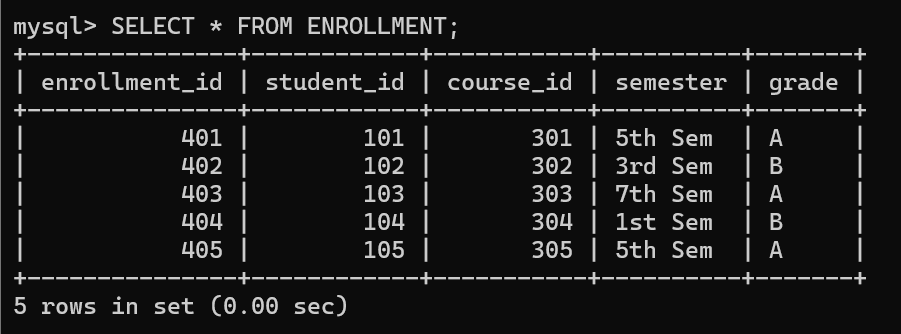 mysql> SELECT * FROM ENROLLMENT;
+---------------+------------+-----------+----------+-------+
| enrollment_id | student_id | course_id | semester | grade |
+---------------+------------+-----------+----------+-------+
|           401 |        101 |       301 | 5th Sem  | A     |
|           402 |        102 |       302 | 3rd Sem  | B     |
|           403 |        103 |       303 | 7th Sem  | A     |
|           404 |        104 |       304 | 1st Sem  | B     |
|           405 |        105 |       305 | 5th Sem  | A     |
+---------------+------------+-----------+----------+-------+
5 rows in set (0.00 sec)